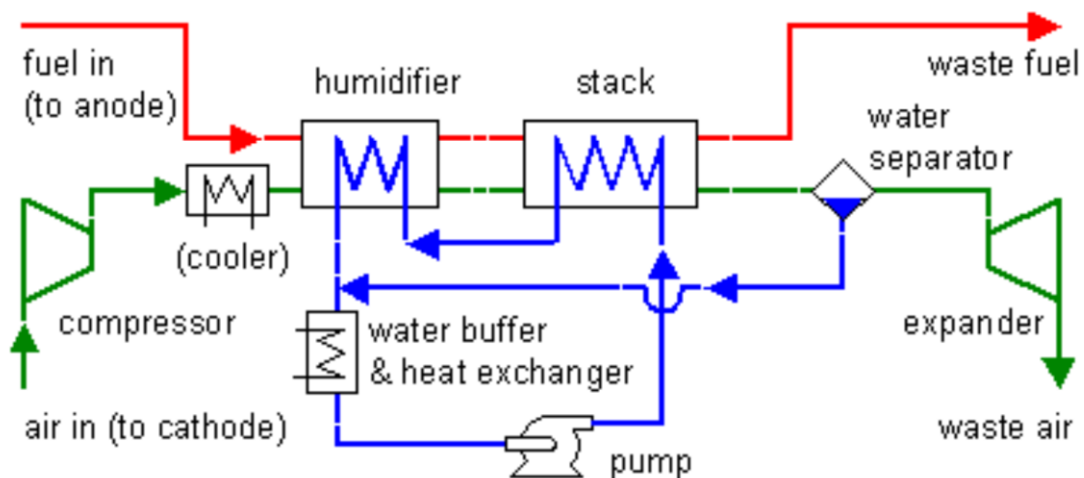 fuel in
(to anode)
humidifier
stack
waste fuel
water
separator
(cooler)
compressor
water buffer
& heat exchanger
expander
air in (to cathode)
pump
waste air